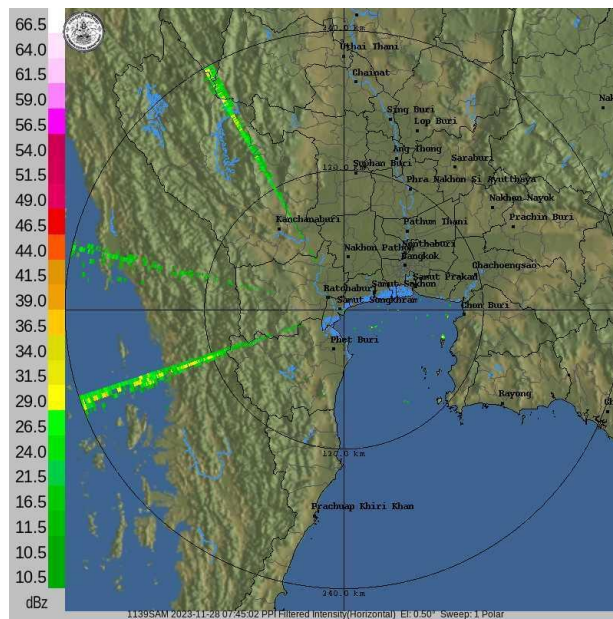 66.5
64.0
61.5
59.0
56.5
54.0
51.5
49.0
46.5
44.0
41.5
39.0
36.5
34.0
31.5
29.0
26.5
24.0
21.5
19.0
16.5
11.5
10.5
dBz
240.0 km
Uthai Thani
Chainat
Nak
Sing Buri
Lop Buri
Ang Thong
Saraburi
Suphan Buri
120.0 km
Phra Nakhon Si Ayutthaya
Nakhon Nayok
Kanchanaburi
Pathum Thani
Prachin Buri
Nonthaburi
Nakhon Pathom
Bangkok
Chachoengsao
Samut Prakan
Ratchaburi
Samut Sakhon
Samut Songkhram
Chon Buri
Phet Buri
Rayong
Ch
120.0 km
Prachuap Khiri Khan
240.0 km
1139SAM 2023-11-28 07:45:02 PPI Filtered Intensity(Horizontal) El: 0.50° Sweep: 1 Polar